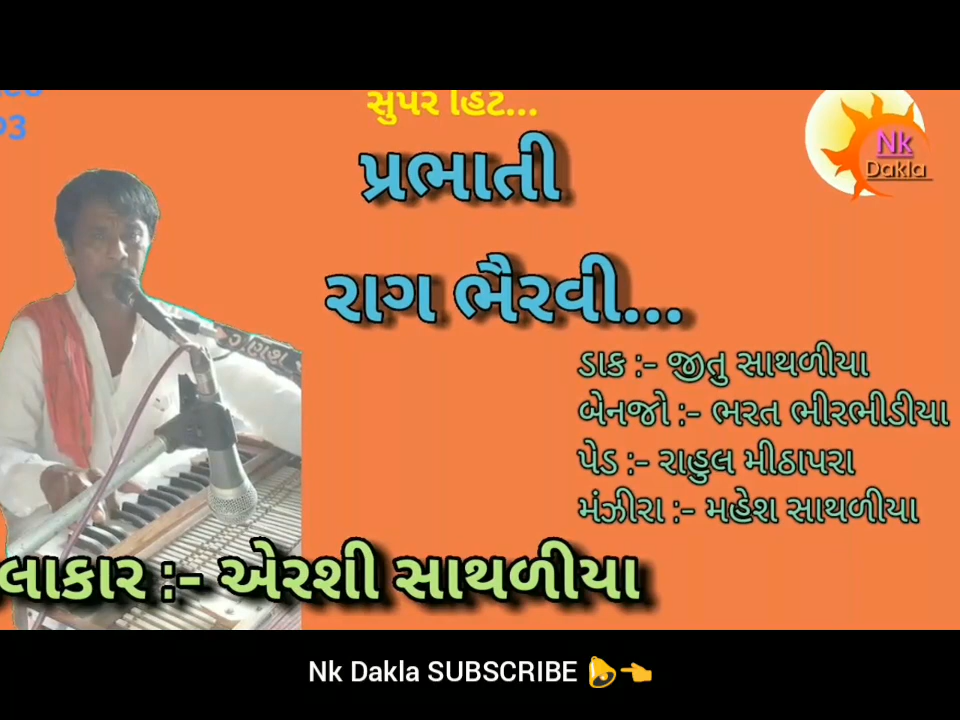 સુપર હિટ...
પ્રભાતી
Nk
Dakla
રાગ ભૈરવી...
ડાક :- જીતુ સાથળીયા
બેનજો :- ભરત ભીરભીડીયા
પેડ :- રાહુલ મીઠાપરા
મંઝીરા :- મહેશ સાથળીયા
લાકાર :- એરશી સાથળીયા
Nk Dakla SUBSCRIBE 🔔👈